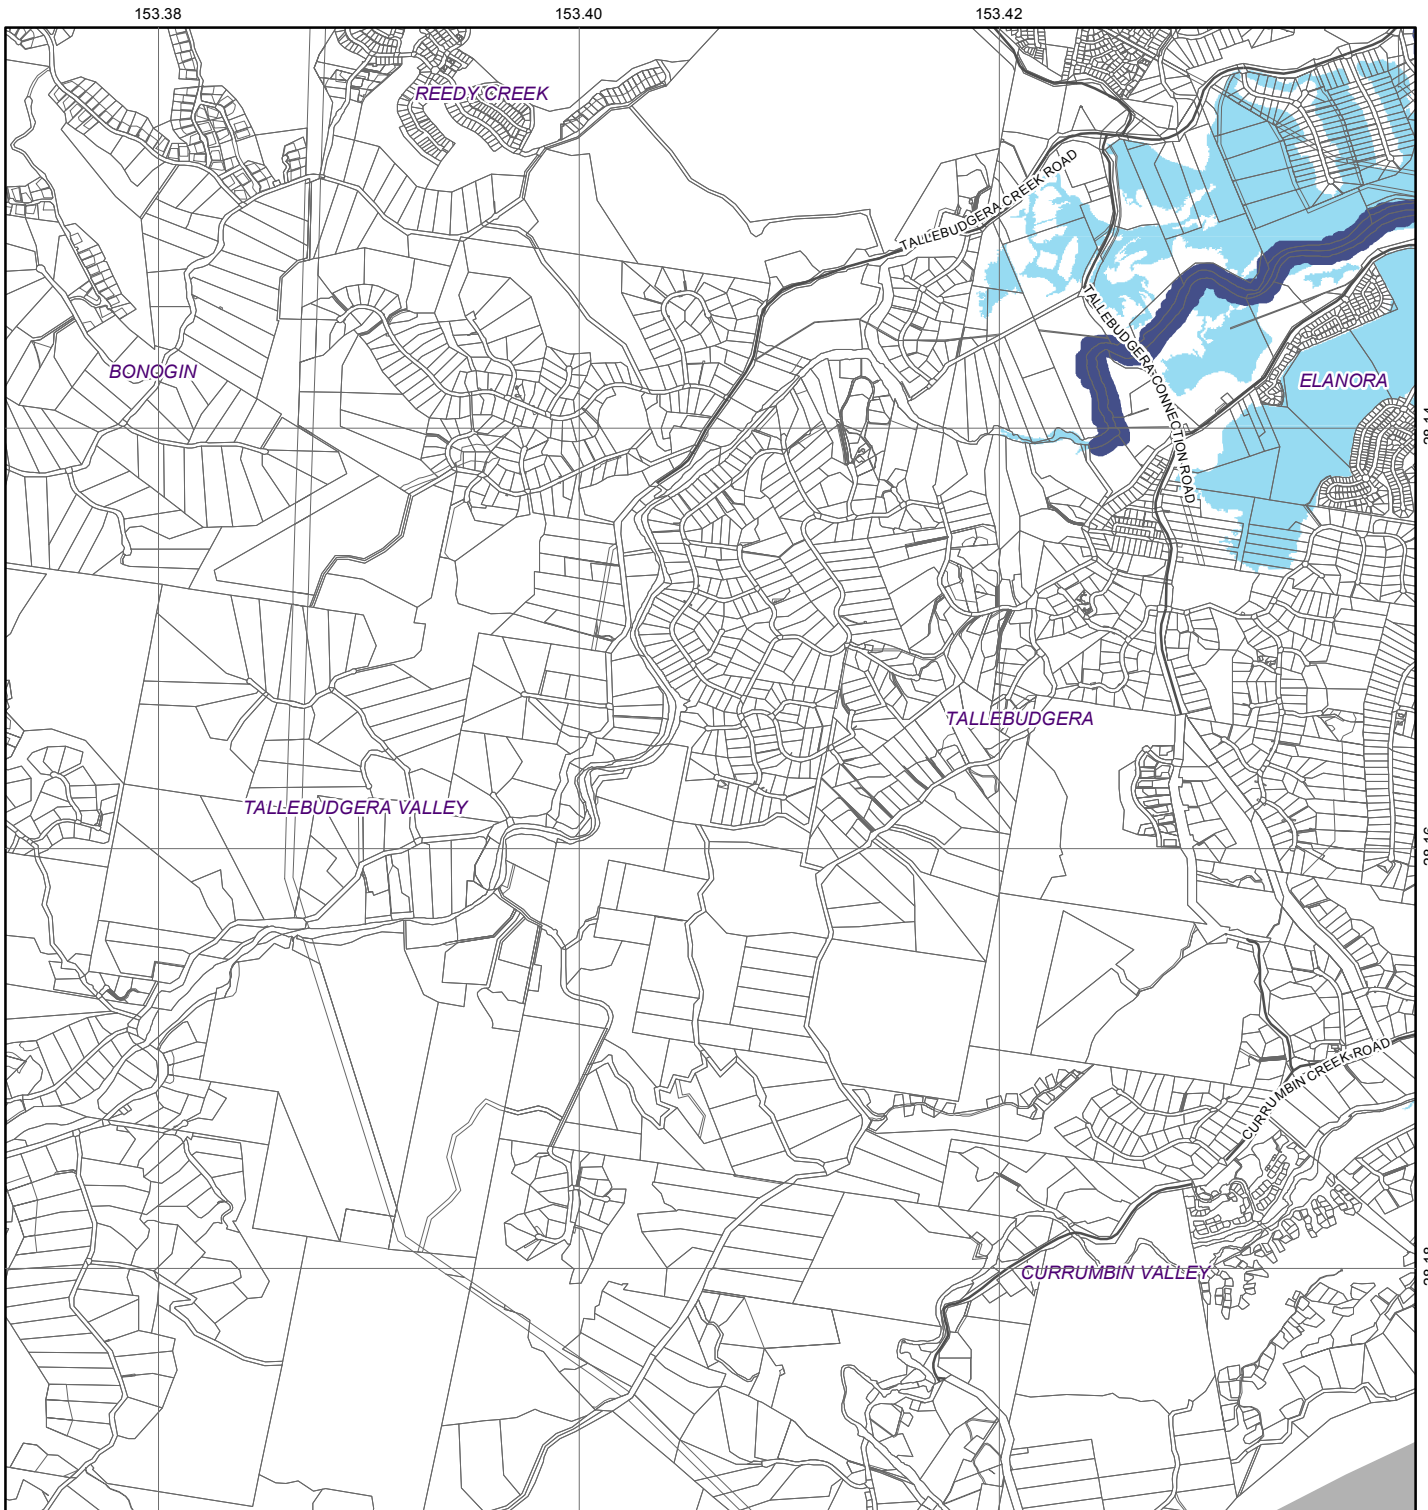 153.38 153.40 153.42
REEDY CREEK
TALLEBUDGERA CREEK ROAD
TALLEBUDGERA CONNECTION ROAD
BONOGIN
ELANORA
TALLEBUDGERA
TALLEBUDGERA VALLEY
CURRUMBIN CREEK ROAD
CURRUMBIN VALLEY